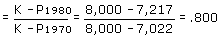 = K - P1980 / K - P1970 = 8,000 - 7,217 / 8,000 - 7,022 = .800